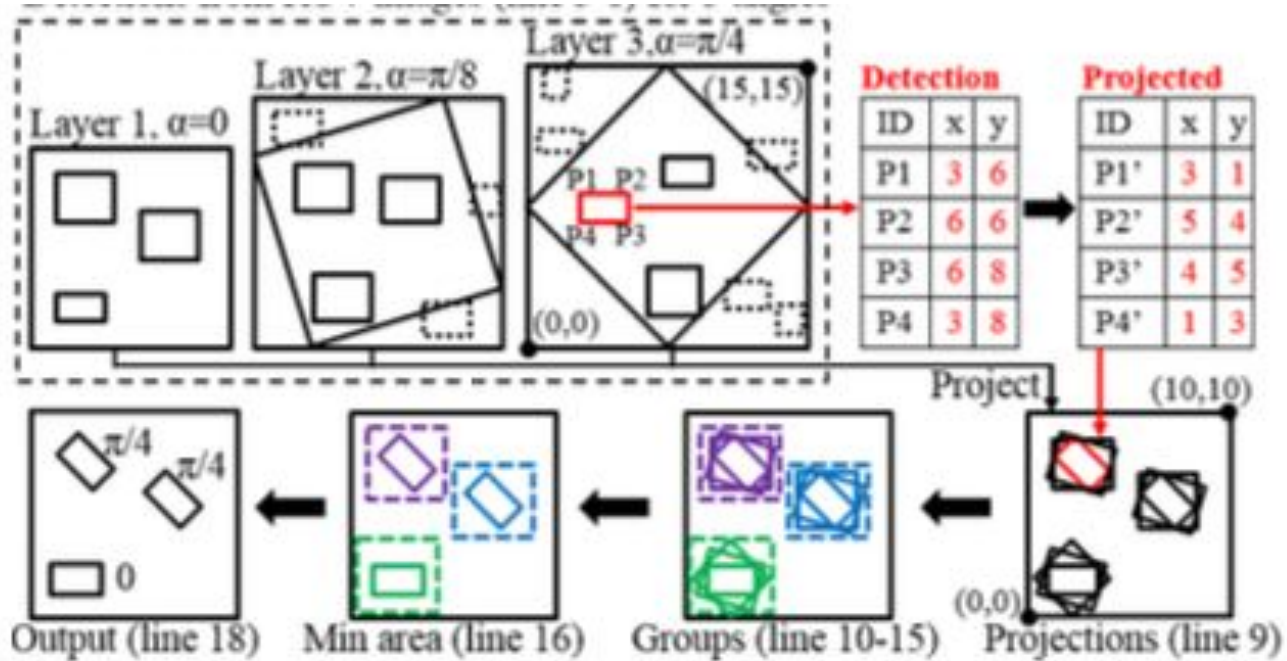 Layer 3,α=π/4
Layer 2,α=π/8
Layer 1, α=0
(15,15)
P1 P2
P4 P3
(0,0)
Detection
ID x y
P1 3 6
P2 6 6
P3 6 8
P4 3 8
Projected
ID x y
P1' 3 1
P2' 5 4
P3' 4 5
P4' 1 3
Project
(10,10)
π/4
π/4
0
(0,0)
Output (line 18)
Min area (line 16)
Groups (line 10-15)
Projections (line 9)